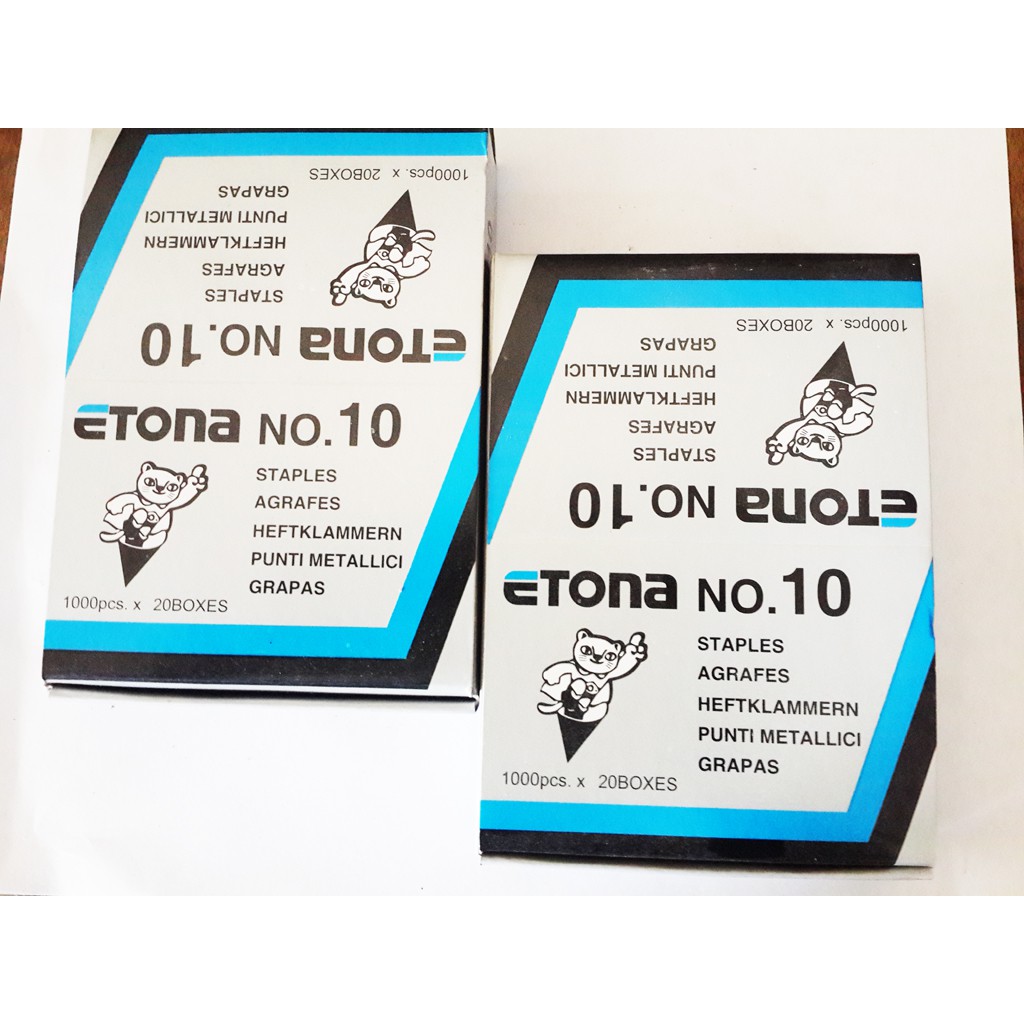 1000pcs. x 20BOXES
GRAPAS
PUNTI METALLICI
HEFTKLAMMERN
AGRAFES
STAPLES
ETONA NO.10
ETONA NO.10
STAPLES
AGRAFES
HEFTKLAMMERN
PUNTI METALLICI
GRAPAS
1000pcs. x 20BOXES
1000pcs. x 20BOXES
GRAPAS
PUNTI METALLICI
HEFTKLAMMERN
AGRAFES
STAPLES
ETONA NO.10
ETONA NO.10
STAPLES
AGRAFES
HEFTKLAMMERN
PUNTI METALLICI
GRAPAS
1000pcs. x 20BOXES